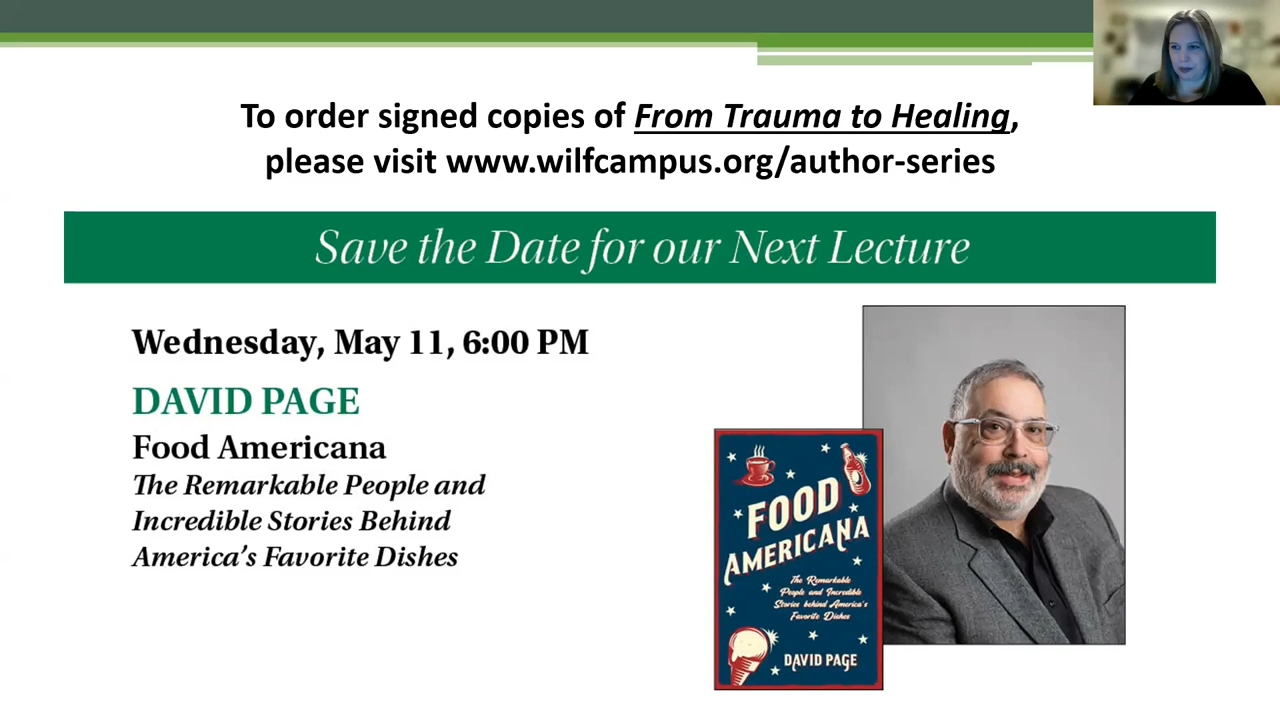 To order signed copies of From Trauma to Healing,
please visit www.wilfcampus.org/author-series
Save the Date for our Next Lecture
Wednesday, May 11, 6:00 PM
DAVID PAGE
Food Americana
The Remarkable People and
Incredible Stories Behind
America's Favorite Dishes
FOOD
AMERICANA
The Remarkable
People and Incredible
Stories behind America's
Favorite Dishes
DAVID PAGE